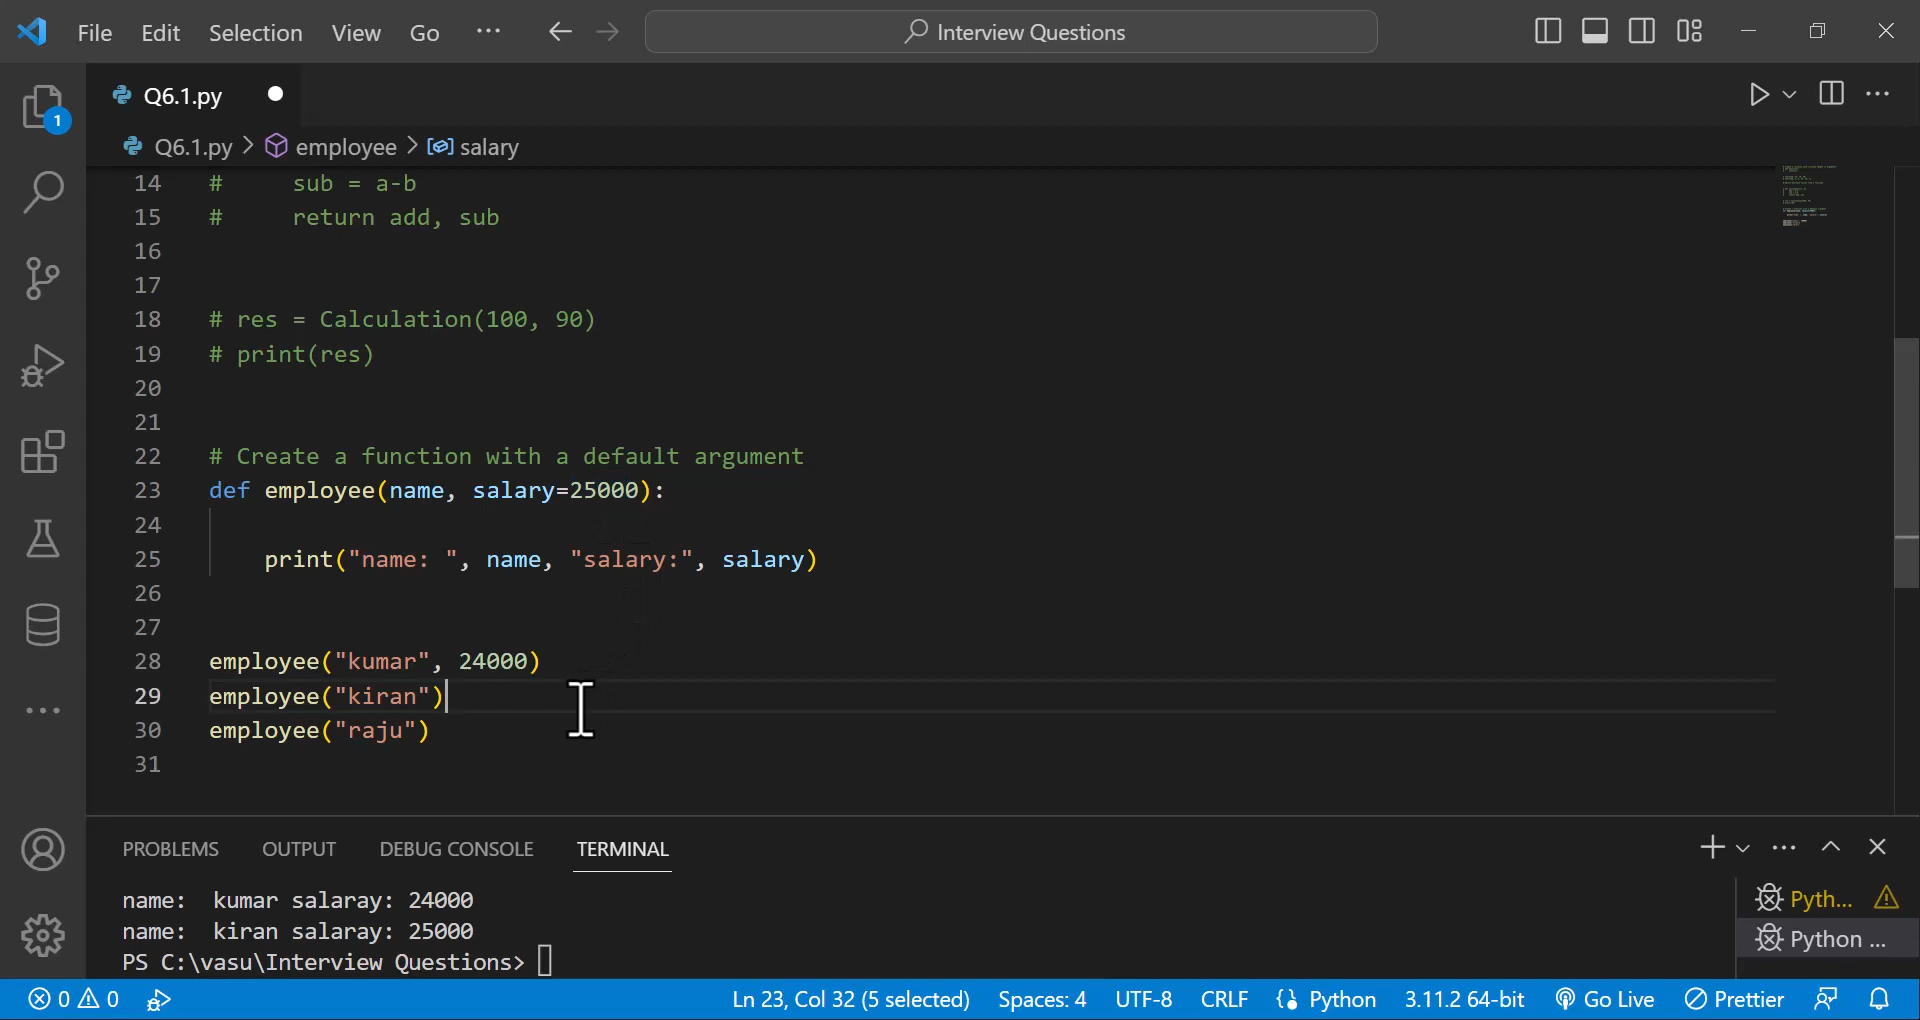 File Edit Selection View Go ··· Interview Questions
Q6.1.py
Q6.1.py > employee > salary
14 #     sub = a-b
15 #     return add, sub
16
17
18 # res = Calculation(100, 90)
19 # print(res)
20
21
22 # Create a function with a default argument
23 def employee(name, salary=25000):
24
25     print("name: ", name, "salary:", salary)
26
27
28 employee("kumar", 24000)
29 employee("kiran")
30 employee("raju")
31
PROBLEMS OUTPUT DEBUG CONSOLE TERMINAL
name:  kumar salaray: 24000
name:  kiran salaray: 25000
PS C:\vasu\Interview Questions>
Pyth...
Python ...
1
0 0 Ln 23, Col 32 (5 selected) Spaces: 4 UTF-8 CRLF Python 3.11.2 64-bit Go Live Prettier